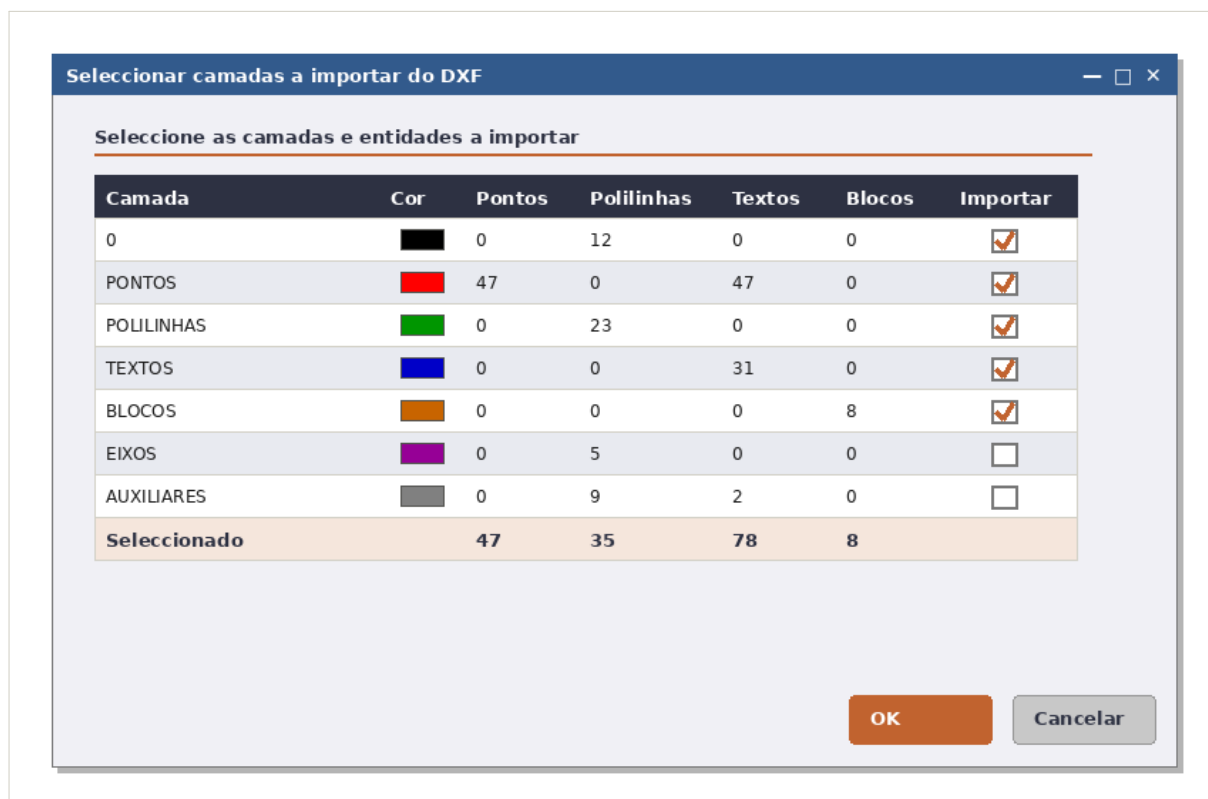 Seleccionar camadas a importar do DXF
Seleccione as camadas e entidades a importar
Camada Cor Pontos Polilinhas Textos Blocos Importar
0 0 12 0 0
PONTOS 47 0 47 0
POLILINHAS 0 23 0 0
TEXTOS 0 0 31 0
BLOCOS 0 0 0 8
EIXOS 0 5 0 0
AUXILIARES 0 9 2 0
Seleccionado 47 35 78 8
OK Cancelar